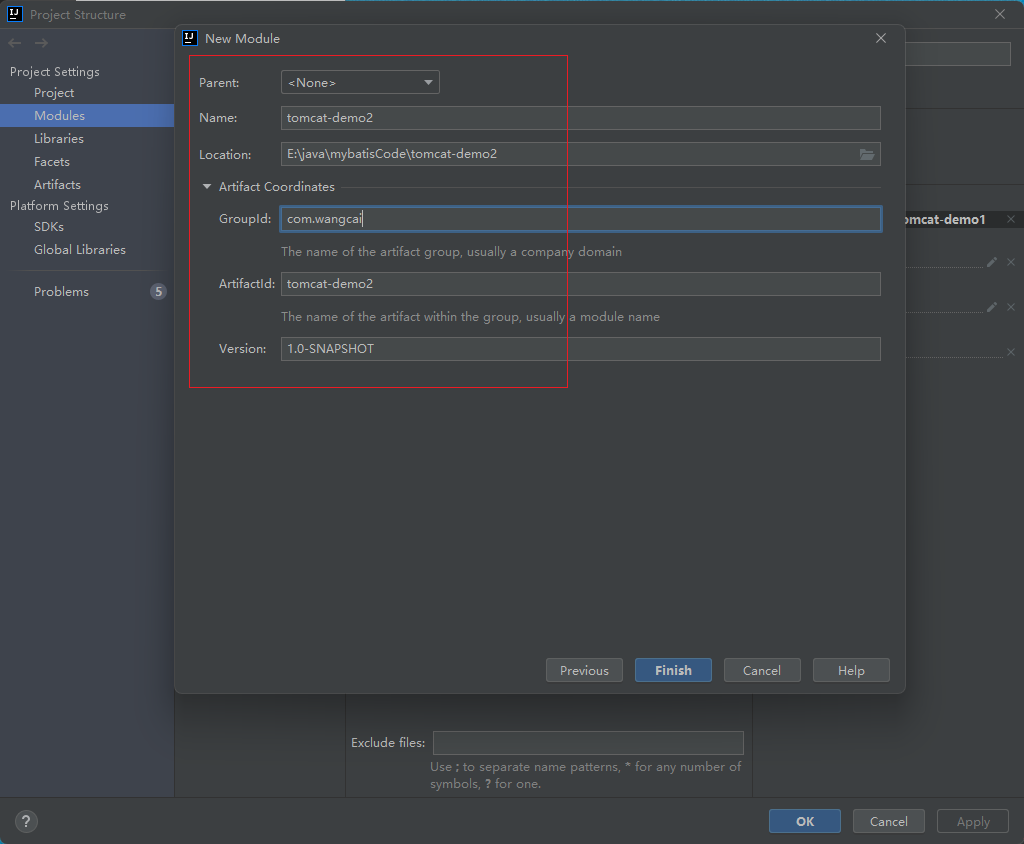 Project Structure
New Module
Project Settings
Project
Modules
Libraries
Facets
Artifacts
Platform Settings
SDKs
Global Libraries
Problems 5
Parent: <None>
Name: tomcat-demo2
Location: E:\java\mybatisCode\tomcat-demo2
Artifact Coordinates
GroupId: com.wangcai
The name of the artifact group, usually a company domain
ArtifactId: tomcat-demo2
The name of the artifact within the group, usually a module name
Version: 1.0-SNAPSHOT
omcat-demo1
Previous Finish Cancel Help
Exclude files:
Use ; to separate name patterns, * for any number of
symbols, ? for one.
? OK Cancel Apply